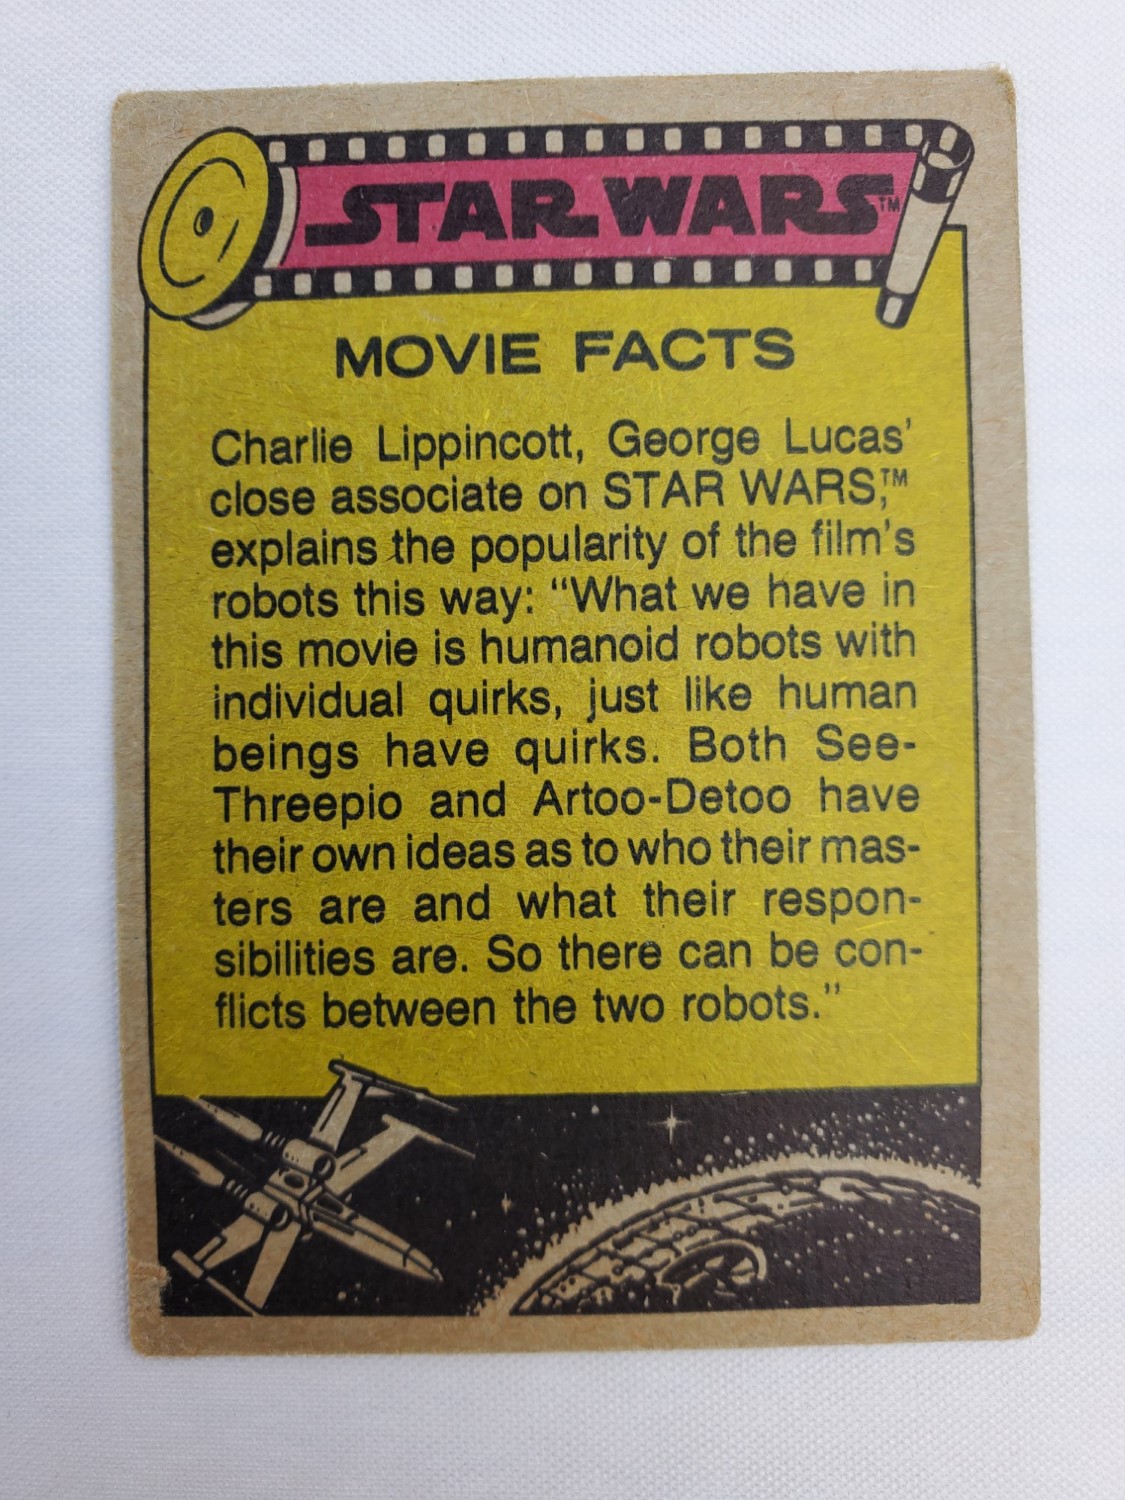 STAR WARS™
MOVIE FACTS
Charlie Lippincott, George Lucas'
close associate on STAR WARS,™
explains the popularity of the film's
robots this way: “What we have in
this movie is humanoid robots with
individual quirks, just like human
beings have quirks. Both See-
Threepio and Artoo-Detoo have
their own ideas as to who their mas-
ters are and what their respon-
sibilities are. So there can be con-
flicts between the two robots.”